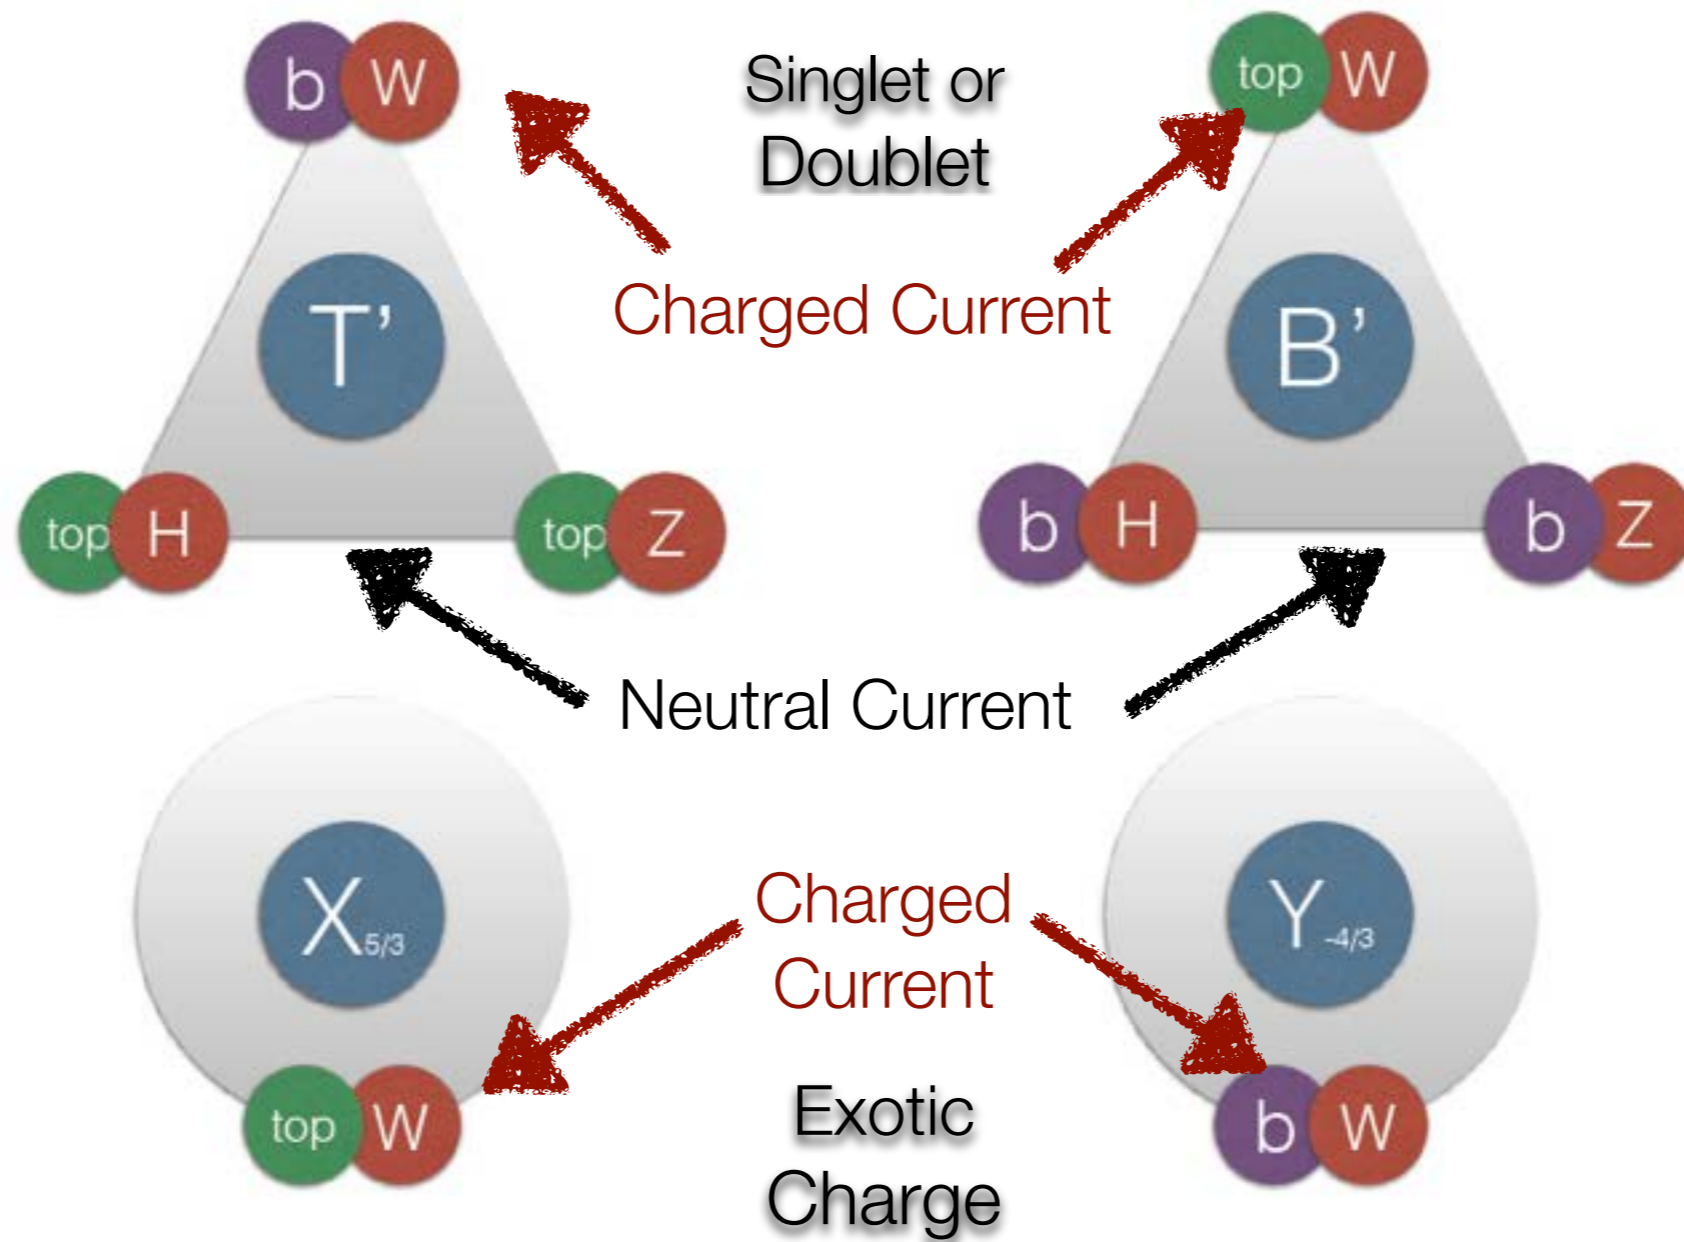 b W
Singlet or
Doublet
top W
Charged Current
T’
B’
top H
top Z
b H
b Z
Neutral Current
X5/3
Charged
Current
Y-4/3
top W
Exotic
Charge
b W